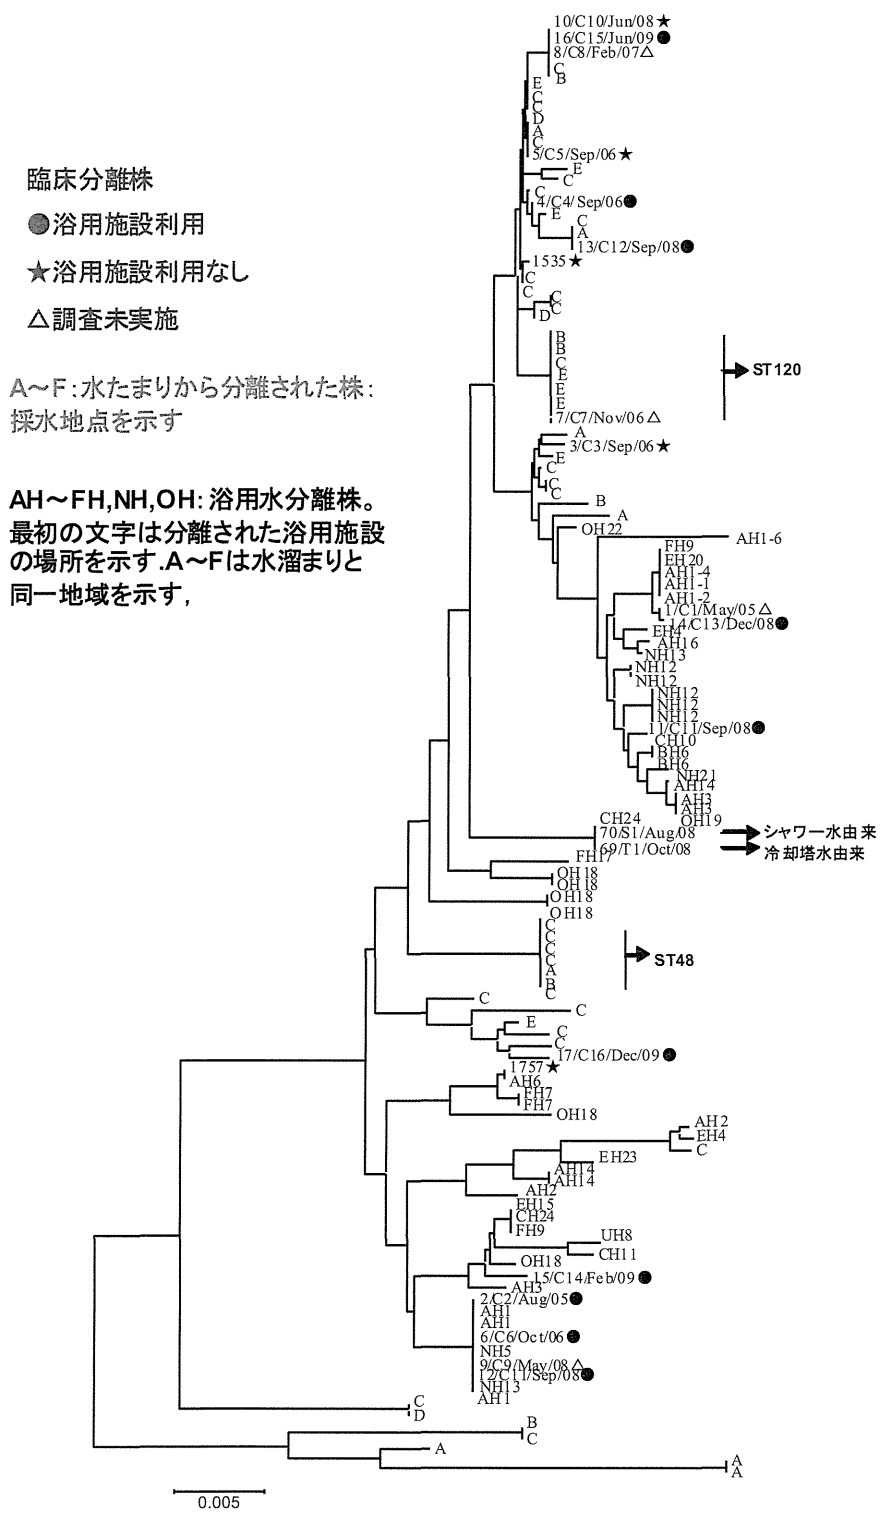 臨床分離株
●浴用施設利用
★浴用施設利用なし
△調査未実施
A～F:水たまりから分離された株:
採水地点を示す
AH～FH,NH,OH:浴用水分離株。
最初の文字は分離された浴用施設
の場所を示す.A～Fは水溜まりと
同一地域を示す,
10/C10/Jun/08★
16/C15/Jun/09●
8/C8/Feb/07△
C
B
E
C
C
D
A
C
5/C5/Sep/06★
E
C
C
4/C4/Sep/06●
E
C
A
13/C12/Sep/08●
1535★
C
C
C
C
D
B
B
C
E
E
E
7/C7/Nov/06△
ST120
A
3/C3/Sep/06★
E
C
C
C
B
A
OH22
AH1-6
FH9
EH20
AH1-4
AH1-1
AH1-2
1/C1/May/05△
14/C13/Dec/08●
EH4
AH16
NH13
NH12
NH12
NH12
NH12
NH12
11/C11/Sep/08●
CH10
BH6
BH6
NH21
AH14
AH3
AH3
OH19
CH24
70/S1/Aug/08
シャワー水由来
69/T1/Oct/08
冷却塔水由来
FH17
OH18
OH18
OH18
OH18
C
C
C
C
A
B
C
ST48
C
C
E
C
C
17/C16/Dec/09●
1757★
AH6
FH7
FH7
OH18
AH2
EH4
C
EH23
AH14
AH14
AH2
EH15
CH24
FH9
UH8
CH11
OH18
15/C14/Feb/09●
AH3
2/C2/Aug/05●
AH1
AH1
6/C6/Oct/06●
NH5
9/C9/May/08△
12/C11/Sep/08●
NH13
AH1
C
D
B
C
A
A
A
0.005